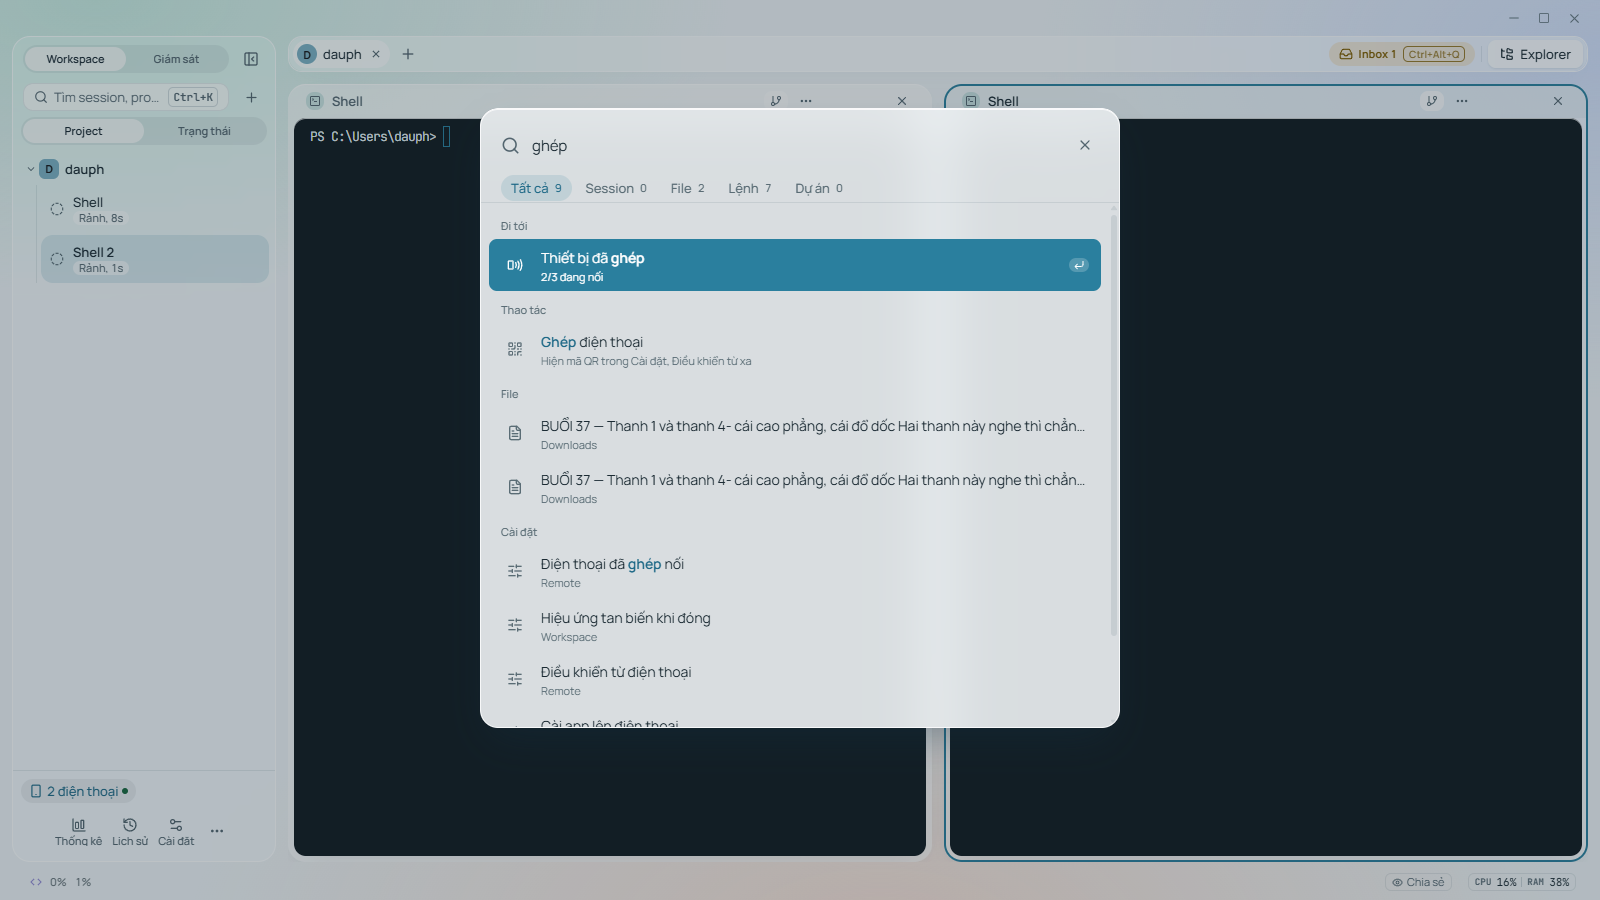 Workspace
Giám sát
Tìm session, pro... Ctrl+K
Project
Trạng thái
D dauph
Shell
Rảnh, 8s
Shell 2
Rảnh, 1s
2 điện thoại
Thống kê
Lịch sử
Cài đặt
0% 1%
D dauph
Inbox 1 Ctrl+Alt+Q
Explorer
Shell
PS C:\Users\dauph>
Shell
ghép
Tất cả 9
Session 0
File 2
Lệnh 7
Dự án 0
Đi tới
Thiết bị đã ghép
2/3 đang nối
Thao tác
Ghép điện thoại
Hiện mã QR trong Cài đặt, Điều khiển từ xa
File
BUỔI 37 — Thanh 1 và thanh 4- cái cao phẳng, cái đổ dốc Hai thanh này nghe thì chẳn...
Downloads
BUỔI 37 — Thanh 1 và thanh 4- cái cao phẳng, cái đổ dốc Hai thanh này nghe thì chẳn...
Downloads
Cài đặt
Điện thoại đã ghép nối
Remote
Hiệu ứng tan biến khi đóng
Workspace
Điều khiển từ điện thoại
Remote
Cài app lên điện thoại
Chia sẻ
CPU 16% RAM 38%